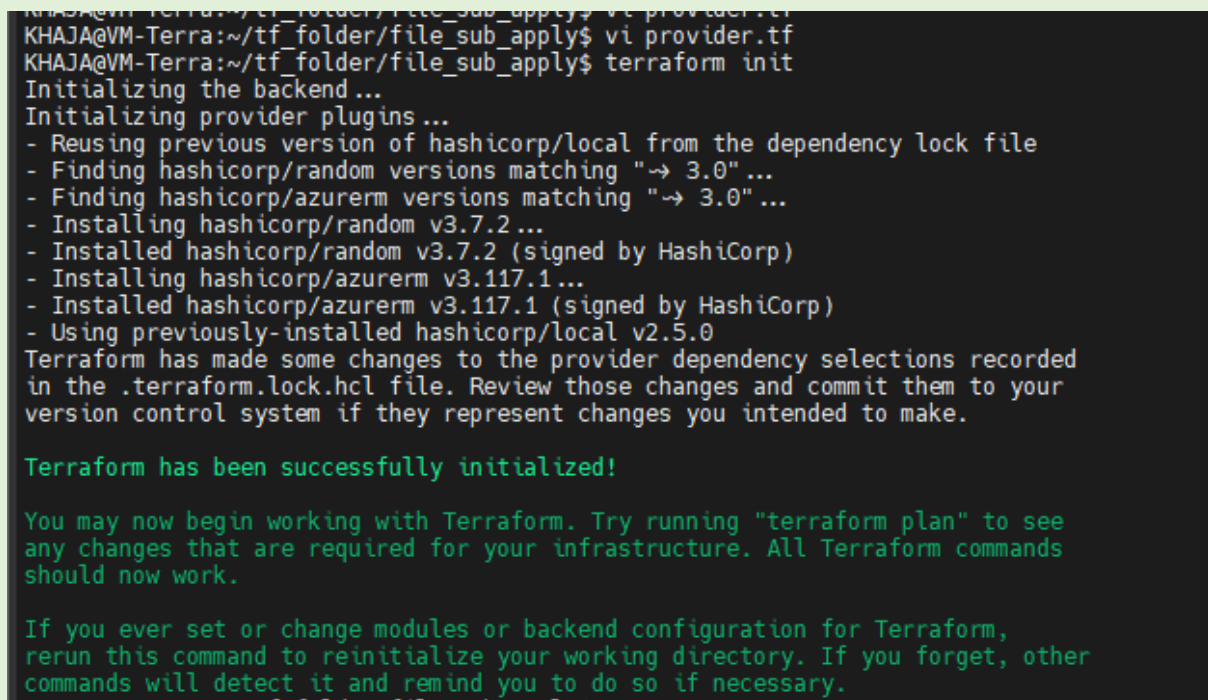 KHAJA@VM-Terra:~/tf_folder/file_sub_apply$ vi provider.tf
KHAJA@VM-Terra:~/tf_folder/file_sub_apply$ vi provider.tf
KHAJA@VM-Terra:~/tf_folder/file_sub_apply$ terraform init
Initializing the backend...
Initializing provider plugins...
- Reusing previous version of hashicorp/local from the dependency lock file
- Finding hashicorp/random versions matching "~> 3.0"...
- Finding hashicorp/azurerm versions matching "~> 3.0"...
- Installing hashicorp/random v3.7.2...
- Installed hashicorp/random v3.7.2 (signed by HashiCorp)
- Installing hashicorp/azurerm v3.117.1...
- Installed hashicorp/azurerm v3.117.1 (signed by HashiCorp)
- Using previously-installed hashicorp/local v2.5.0
Terraform has made some changes to the provider dependency selections recorded
in the .terraform.lock.hcl file. Review those changes and commit them to your
version control system if they represent changes you intended to make.
Terraform has been successfully initialized!
You may now begin working with Terraform. Try running "terraform plan" to see
any changes that are required for your infrastructure. All Terraform commands
should now work.
If you ever set or change modules or backend configuration for Terraform,
rerun this command to reinitialize your working directory. If you forget, other
commands will detect it and remind you to do so if necessary.